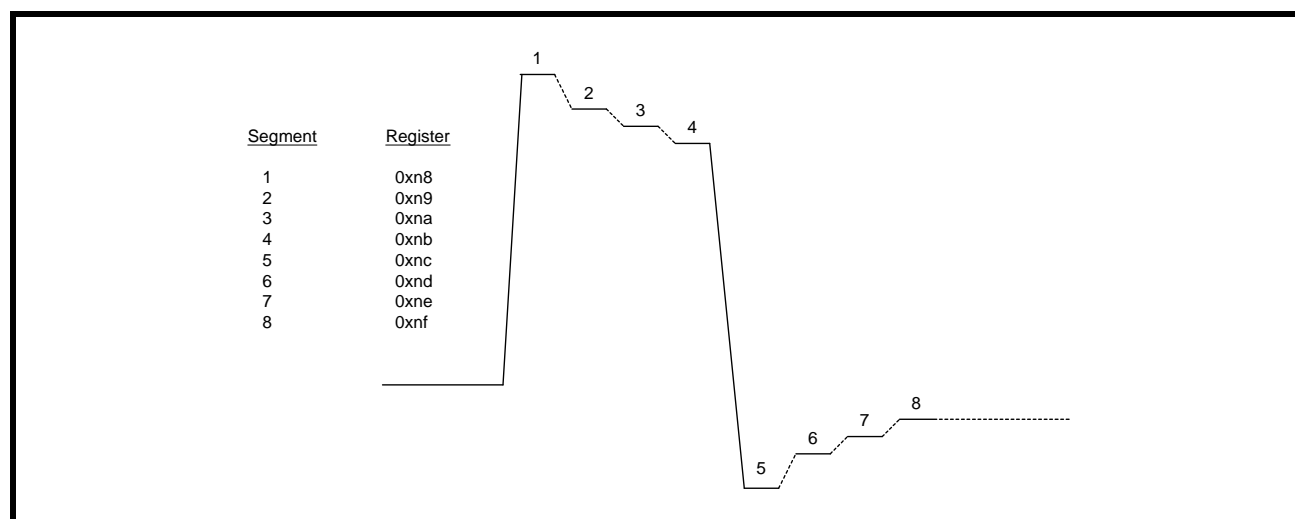 Segment Register
1 0xn8
2 0xn9
3 0xna
4 0xnb
5 0xnc
6 0xnd
7 0xne
8 0xnf
1
2
3
4
5
6
7
8